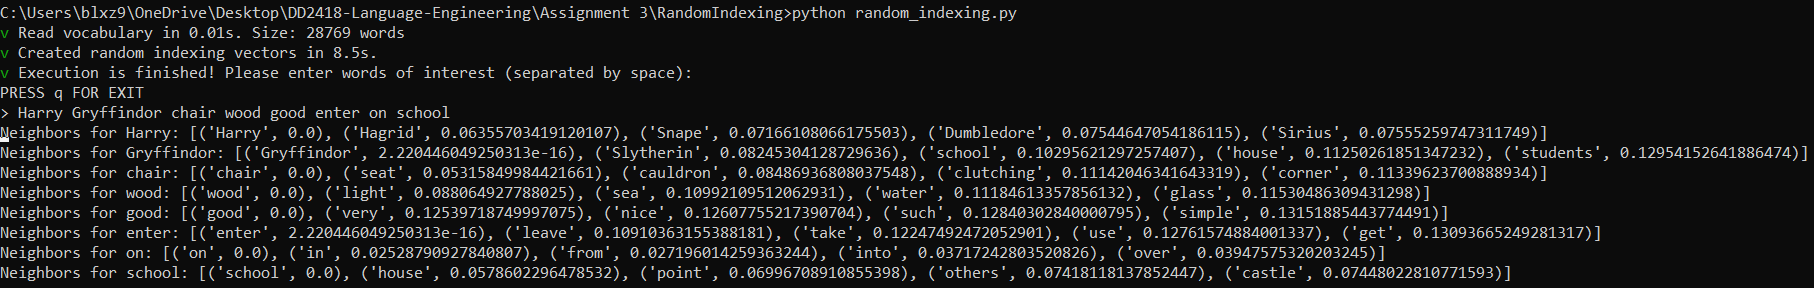 C:\Users\blxz9\OneDrive\Desktop\DD2418-Language-Engineering\Assignment 3\RandomIndexing>python random_indexing.py
v Read vocabulary in 0.01s. Size: 28769 words
v Created random indexing vectors in 8.5s.
v Execution is finished! Please enter words of interest (separated by space):
PRESS q FOR EXIT
> Harry Gryffindor chair wood good enter on school
Neighbors for Harry: [('Harry', 0.0), ('Hagrid', 0.06355703419120107), ('Snape', 0.07166108066175503), ('Dumbledore', 0.07544647054186115), ('Sirius', 0.07555259747311749)]
Neighbors for Gryffindor: [('Gryffindor', 2.220446049250313e-16), ('Slytherin', 0.08245304128729636), ('school', 0.10295621297257407), ('house', 0.11250261851347232), ('students', 0.12954152641886474)]
Neighbors for chair: [('chair', 0.0), ('seat', 0.05315849984421661), ('cauldron', 0.08486936808037548), ('clutching', 0.11142046341643319), ('corner', 0.11339623700888934)]
Neighbors for wood: [('wood', 0.0), ('light', 0.088064927788025), ('sea', 0.10992109512062931), ('water', 0.11184613357856132), ('glass', 0.11530486309431298)]
Neighbors for good: [('good', 0.0), ('very', 0.12539718749997075), ('nice', 0.12607755217390704), ('such', 0.12840302840000795), ('simple', 0.13151885443774491)]
Neighbors for enter: [('enter', 2.220446049250313e-16), ('leave', 0.10910363155388181), ('take', 0.12247492472052901), ('use', 0.12761574884001337), ('get', 0.13093665249281317)]
Neighbors for on: [('on', 0.0), ('in', 0.02528790927840807), ('from', 0.027196014259363244), ('into', 0.03717242803520826), ('over', 0.03947575320203245)]
Neighbors for school: [('school', 0.0), ('house', 0.0578602296478532), ('point', 0.06996708910855398), ('others', 0.07418118137852447), ('castle', 0.07448022810771593)]